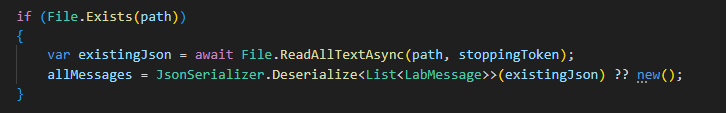 if (File.Exists(path))
{
    var existingJson = await File.ReadAllTextAsync(path, stoppingToken);
    allMessages = JsonSerializer.Deserialize<List<LabMessage>>(existingJson) ?? new();
}